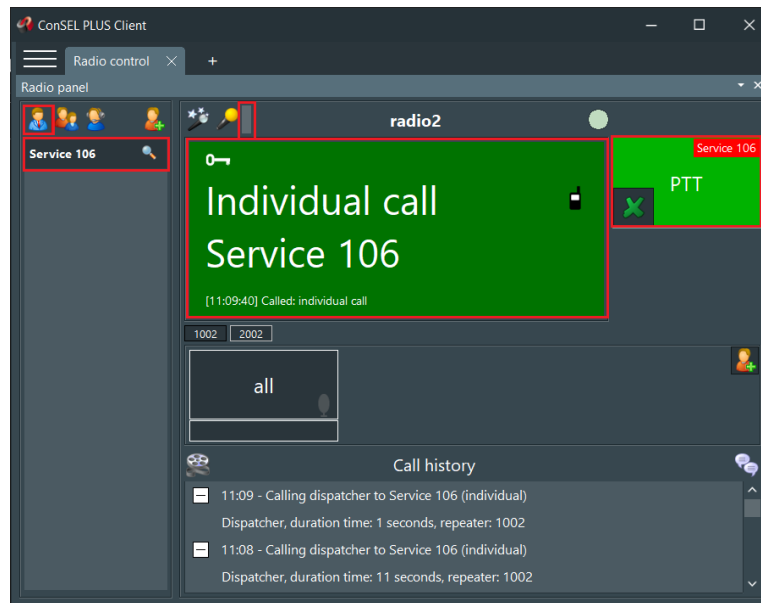 ConSEL PLUS Client
Radio control
Radio panel
Service 106
radio2
Individual call
Service 106
[11:09:40] Called: individual call
Service 106
PTT
1002
2002
all
Call history
11:09 - Calling dispatcher to Service 106 (individual)
Dispatcher, duration time: 1 seconds, repeater: 1002
11:08 - Calling dispatcher to Service 106 (individual)
Dispatcher, duration time: 11 seconds, repeater: 1002